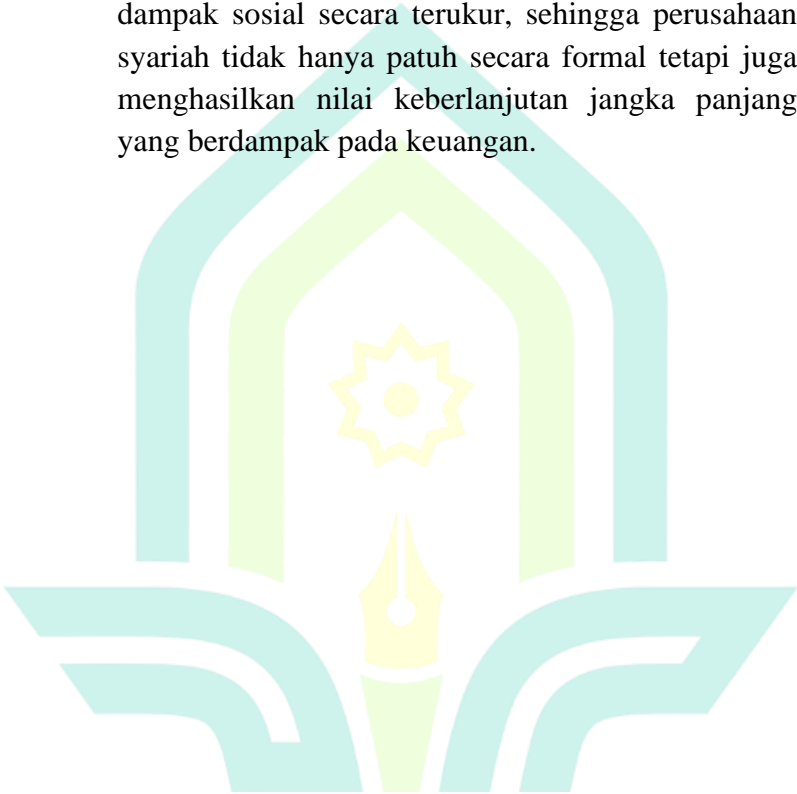 dampak sosial secara terukur, sehingga perusahaan
syariah tidak hanya patuh secara formal tetapi juga
menghasilkan nilai keberlanjutan jangka panjang
yang berdampak pada keuangan.